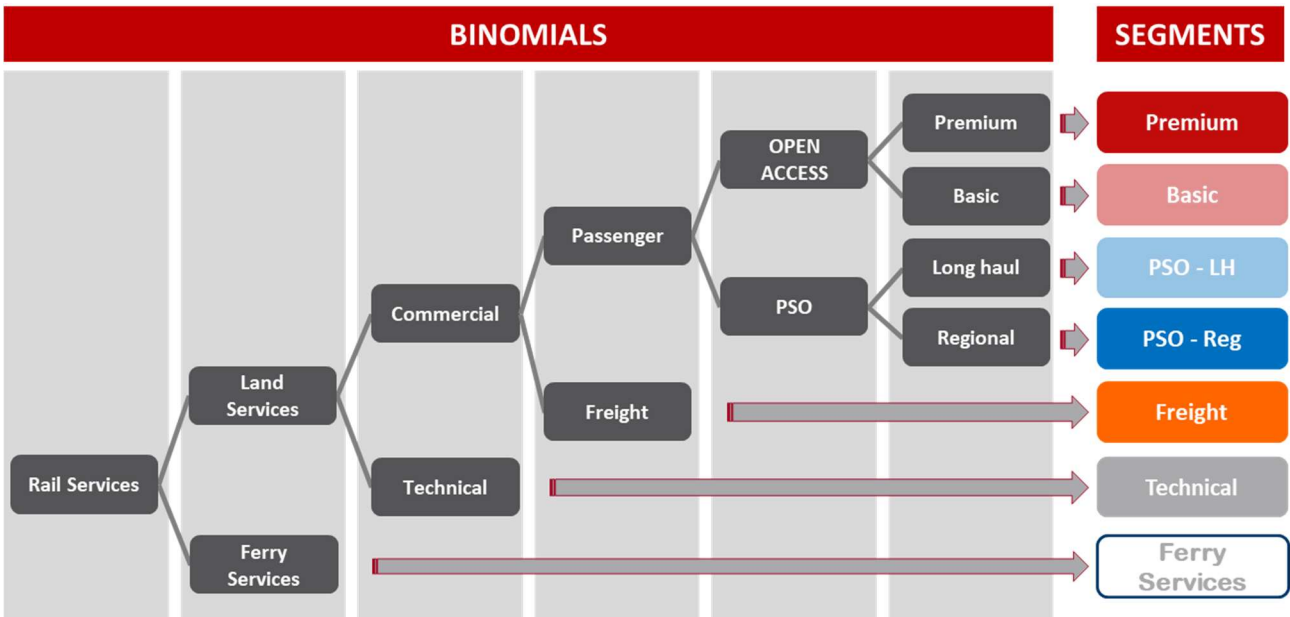 BINOMIALS
SEGMENTS
Premium
Premium
OPEN
ACCESS
Basic
Basic
Passenger
Long haul
PSO - LH
PSO
Commercial
Regional
PSO - Reg
Land
Services
Freight
Freight
Rail Services
Technical
Technical
Ferry
Services
Ferry
Services